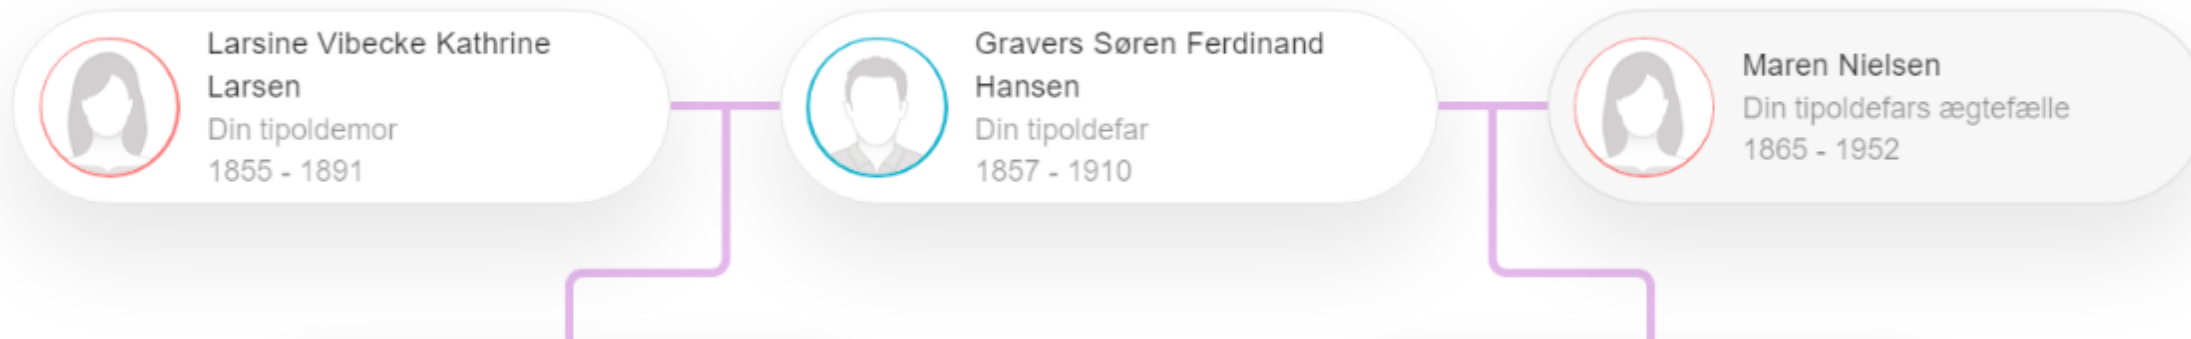 Larsine Vibecke Kathrine
Larsen
Din tipoldemor
1855 - 1891
Gravers Søren Ferdinand
Hansen
Din tipoldefar
1857 - 1910
Maren Nielsen
Din tipoldefars ægtefælle
1865 - 1952